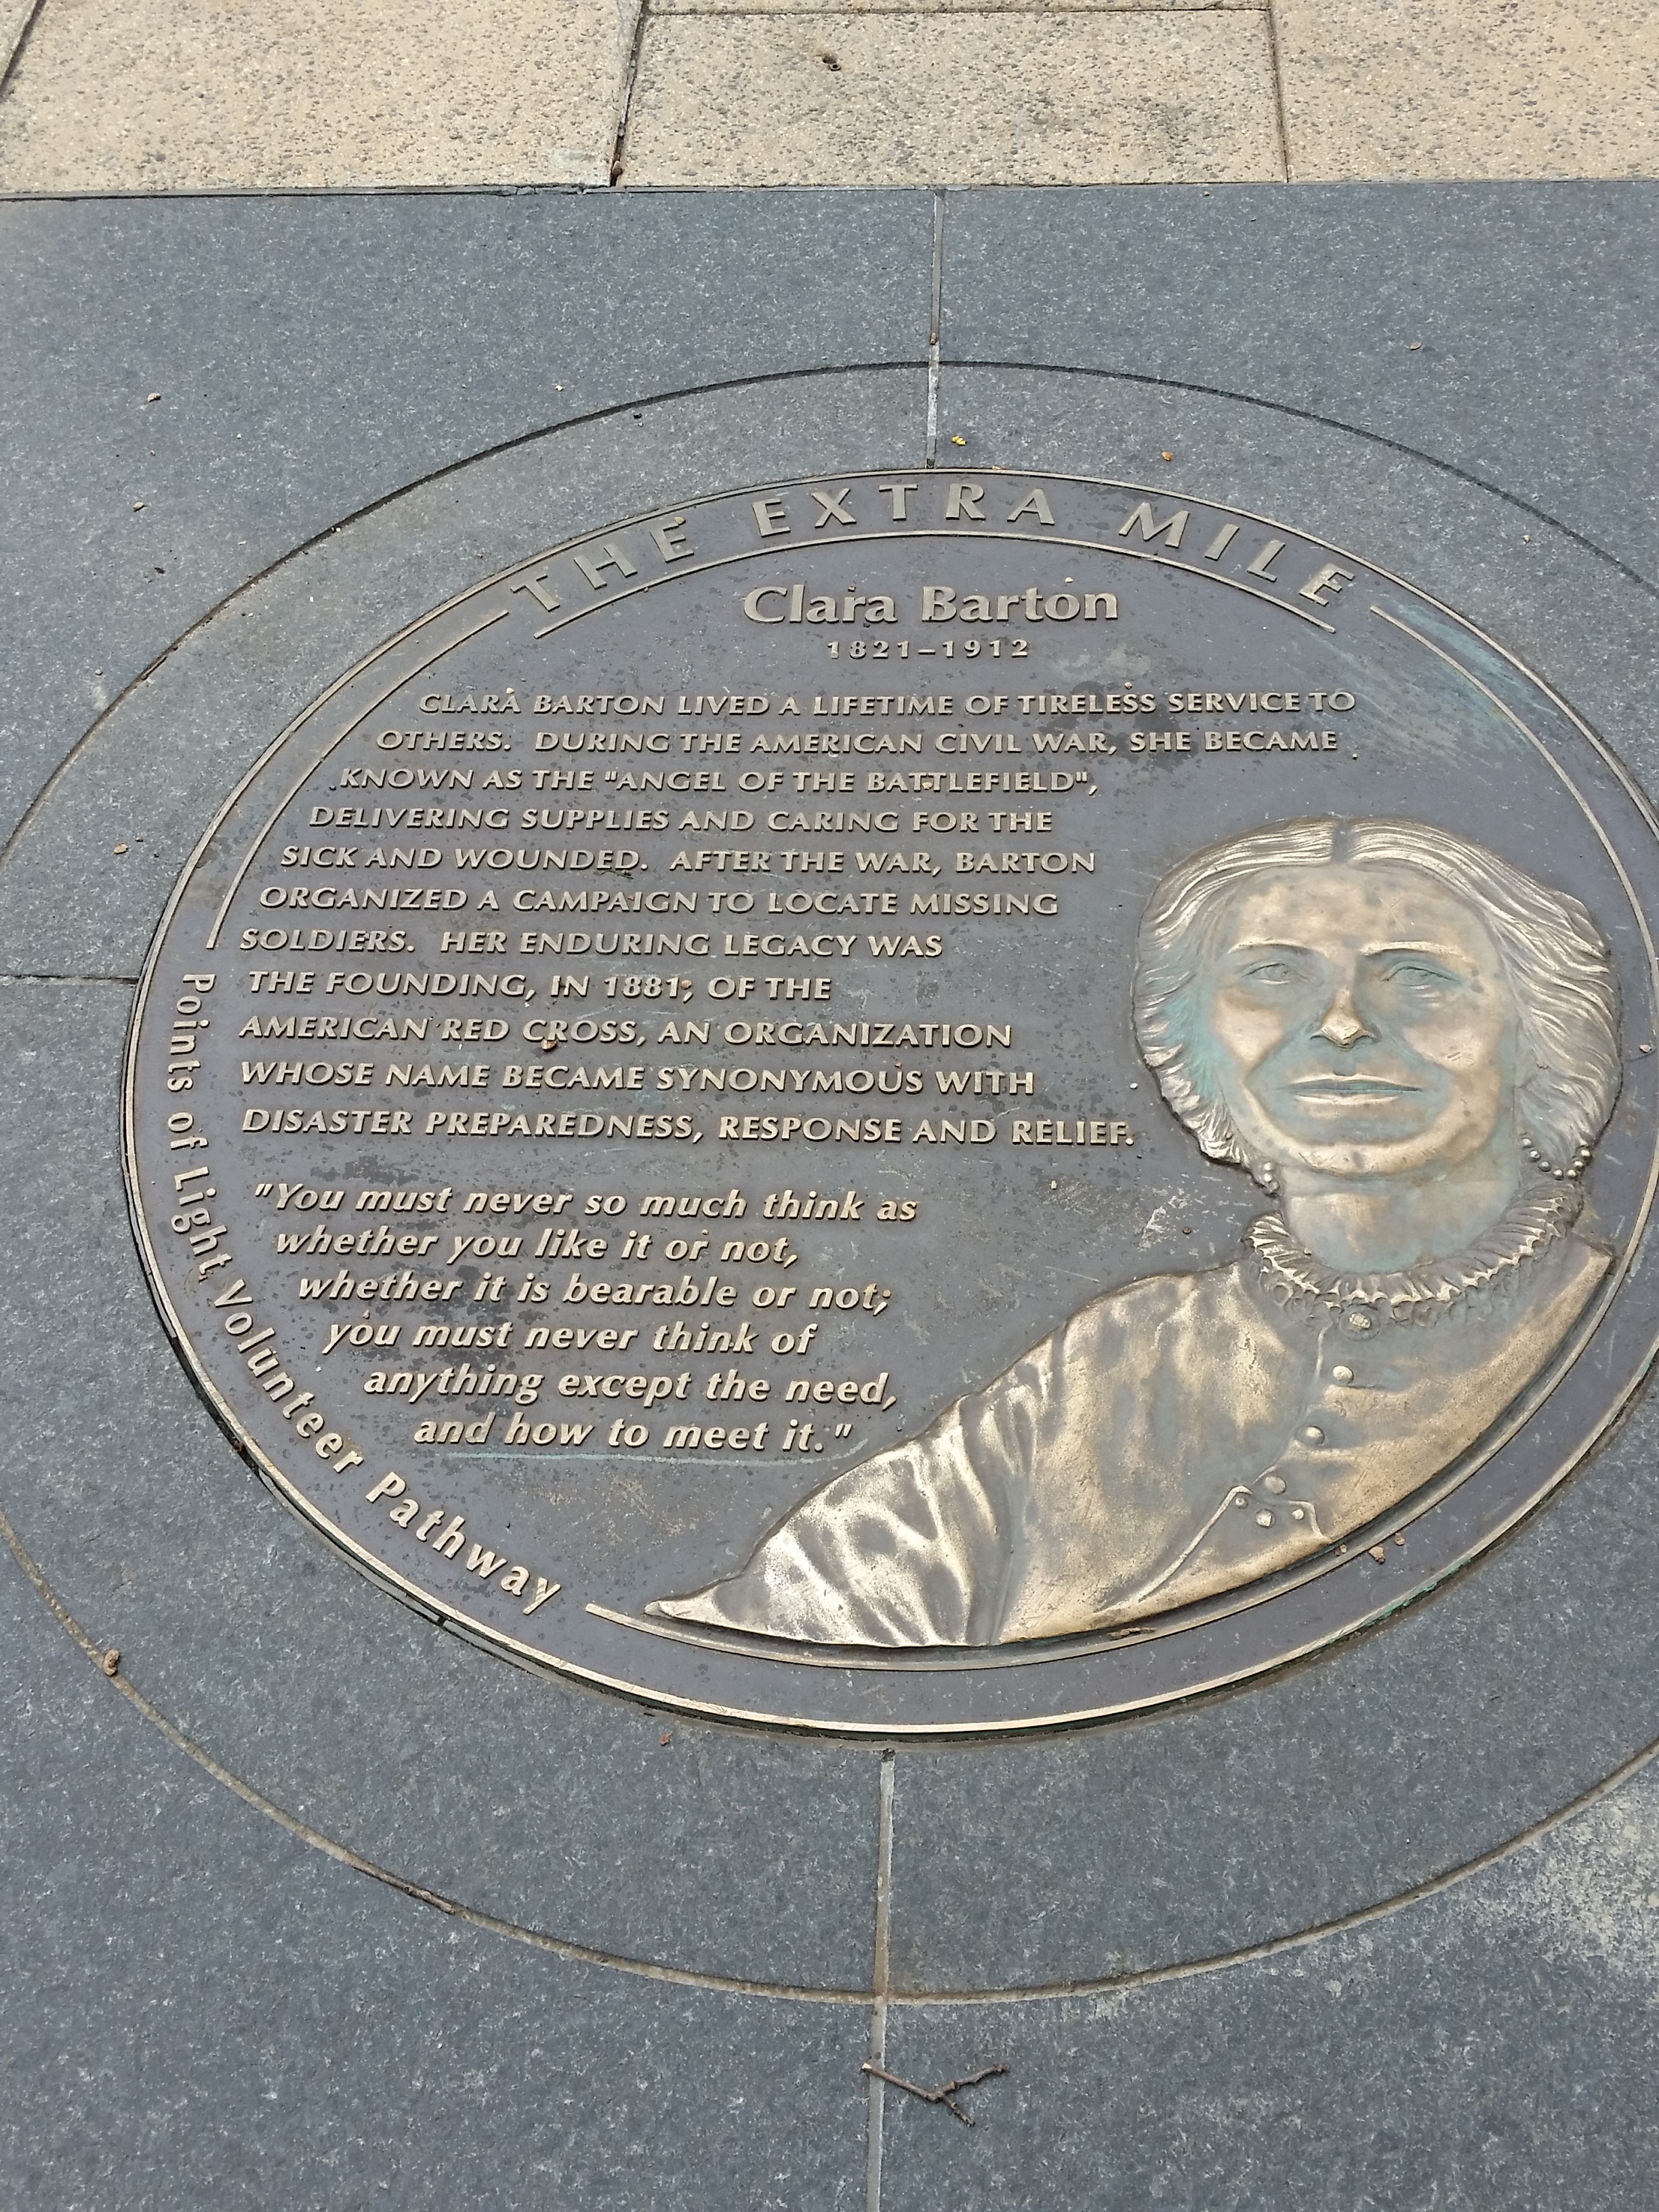 THE EXTRA MILE
Clara Barton
1821–1912
CLARA BARTON LIVED A LIFETIME OF TIRELESS SERVICE TO
OTHERS. DURING THE AMERICAN CIVIL WAR, SHE BECAME
KNOWN AS THE "ANGEL OF THE BATTLEFIELD",
DELIVERING SUPPLIES AND CARING FOR THE
SICK AND WOUNDED. AFTER THE WAR, BARTON
ORGANIZED A CAMPAIGN TO LOCATE MISSING
SOLDIERS. HER ENDURING LEGACY WAS
THE FOUNDING, IN 1881, OF THE
AMERICAN RED CROSS, AN ORGANIZATION
WHOSE NAME BECAME SYNONYMOUS WITH
DISASTER PREPAREDNESS, RESPONSE AND RELIEF.
"You must never so much think as
whether you like it or not,
whether it is bearable or not;
you must never think of
anything except the need,
and how to meet it."
Points of Light Volunteer Pathway